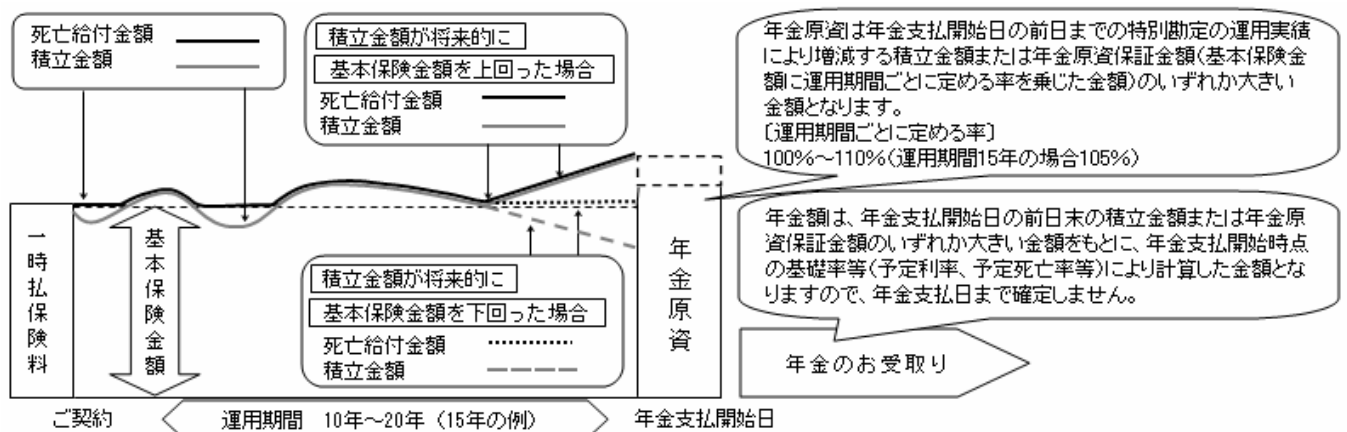 死亡給付金額
積立金額
積立金額が将来的に
基本保険金額を上回った場合
死亡給付金額
積立金額
年金原資は年金支払開始日の前日までの特別勘定の運用実績
により増減する積立金額または年金原資保証金額(基本保険金
額に運用期間ごとに定める率を乗じた金額)のいずれか大きい
金額となります。
〔運用期間ごとに定める率〕
100%～110%(運用期間15年の場合105%)
年金額は、年金支払開始日の前日末の積立金額または年金原
資保証金額のいずれか大きい金額をもとに、年金支払開始時点
の基礎率等(予定利率、予定死亡率等)により計算した金額とな
りますので、年金支払日まで確定しません。
一時払保険料
基本保険金額
積立金額が将来的に
基本保険金額を下回った場合
死亡給付金額
積立金額
年金原資
年金のお受取り
ご契約
運用期間 10年～20年 (15年の例)
年金支払開始日